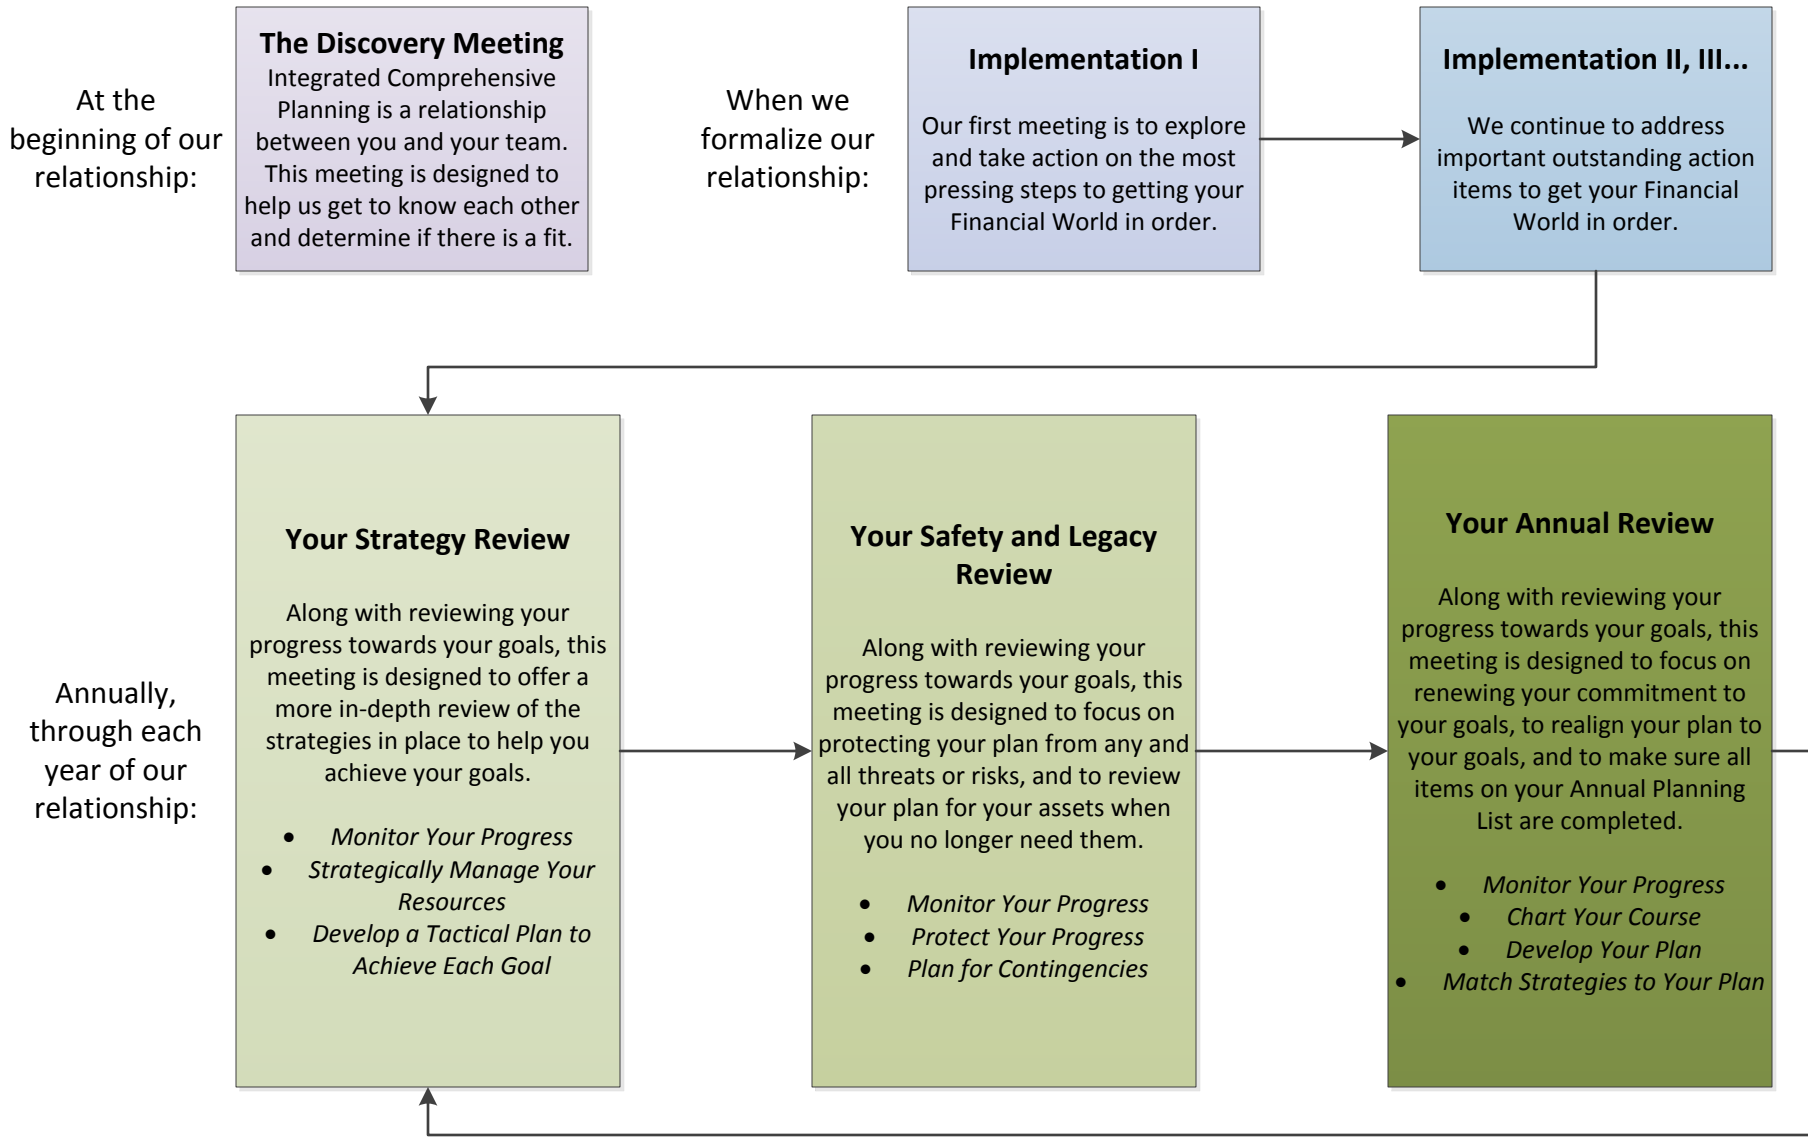 At the
beginning of our
relationship:
The Discovery Meeting
Integrated Comprehensive
Planning is a relationship
between you and your team.
This meeting is designed to
help us get to know each other
and determine if there is a fit.
When we
formalize our
relationship:
Implementation I
Our first meeting is to explore
and take action on the most
pressing steps to getting your
Financial World in order.
Implementation II, III...
We continue to address
important outstanding action
items to get your Financial
World in order.
Annually,
through each
year of our
relationship:
Your Strategy Review
Along with reviewing your
progress towards your goals, this
meeting is designed to offer a
more in-depth review of the
strategies in place to help you
achieve your goals.
• Monitor Your Progress
• Strategically Manage Your
Resources
• Develop a Tactical Plan to
Achieve Each Goal
Your Safety and Legacy
Review
Along with reviewing your
progress towards your goals, this
meeting is designed to focus on
protecting your plan from any and
all threats or risks, and to review
your plan for your assets when
you no longer need them.
• Monitor Your Progress
• Protect Your Progress
• Plan for Contingencies
Your Annual Review
Along with reviewing your
progress towards your goals, this
meeting is designed to focus on
renewing your commitment to
your goals, to realign your plan to
your goals, and to make sure all
items on your Annual Planning
List are completed.
• Monitor Your Progress
• Chart Your Course
• Develop Your Plan
• Match Strategies to Your Plan